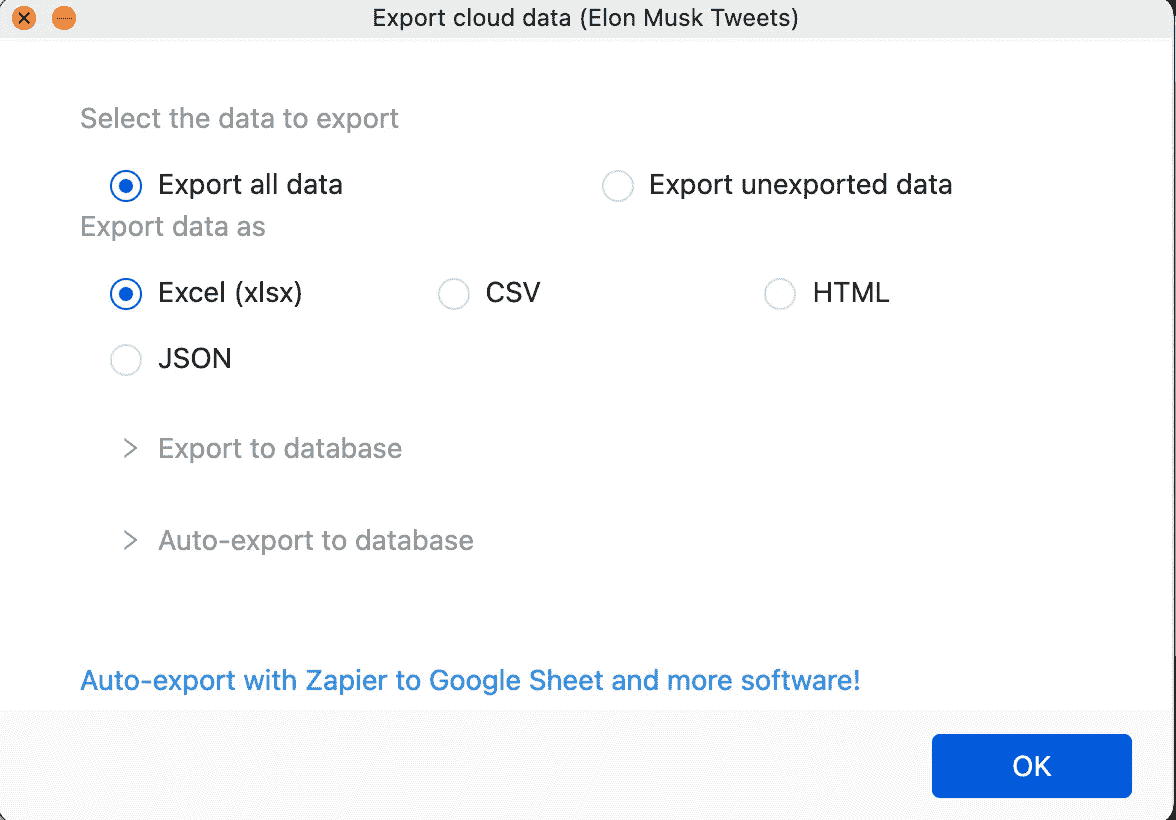 Export cloud data (Elon Musk Tweets)
Select the data to export
Export all data
Export unexported data
Export data as
Excel (xlsx)
CSV
HTML
JSON
> Export to database
> Auto-export to database
Auto-export with Zapier to Google Sheet and more software!
OK